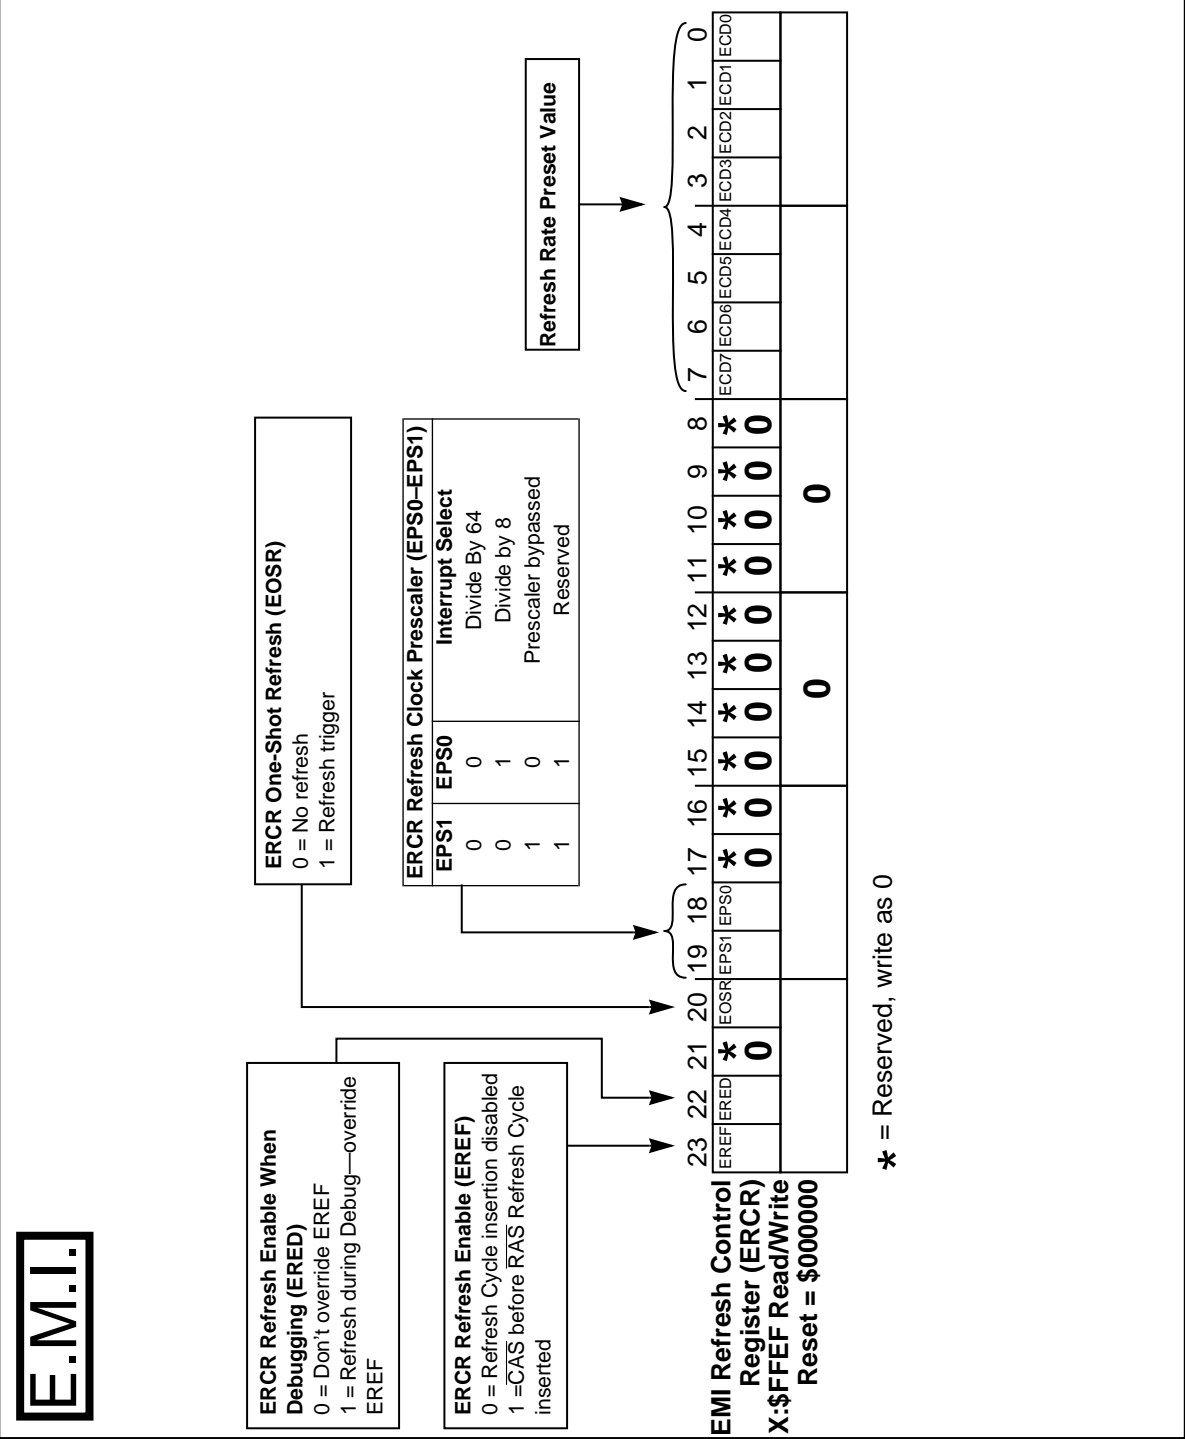 E.M.I.
ERCR Refresh Enable When
Debugging (ERED)
0 = Don't override EREF
1 = Refresh during Debug—override
EREF
ERCR Refresh Enable (EREF)
0 = Refresh Cycle insertion disabled
1 =CAS before RAS Refresh Cycle
inserted
ERCR One-Shot Refresh (EOSR)
0 = No refresh
1 = Refresh trigger
ERCR Refresh Clock Prescaler (EPS0–EPS1)
EPS1 EPS0 Interrupt Select
0 0 Divide By 64
0 1 Divide by 8
1 0 Prescaler bypassed
1 1 Reserved
Refresh Rate Preset Value
23 22 21 20 19 18 17 16 15 14 13 12 11 10 9 8 7 6 5 4 3 2 1 0
EREF ERED * EOSR EPS1 EPS0 * * * * * * * * * * ECD7 ECD6 ECD5 ECD4 ECD3 ECD2 ECD1 ECD0
0 0 0 0 0 0 0 0 0 0 0
0 0
EMI Refresh Control
Register (ERCR)
X:$FFEF Read/Write
Reset = $000000
* = Reserved, write as 0